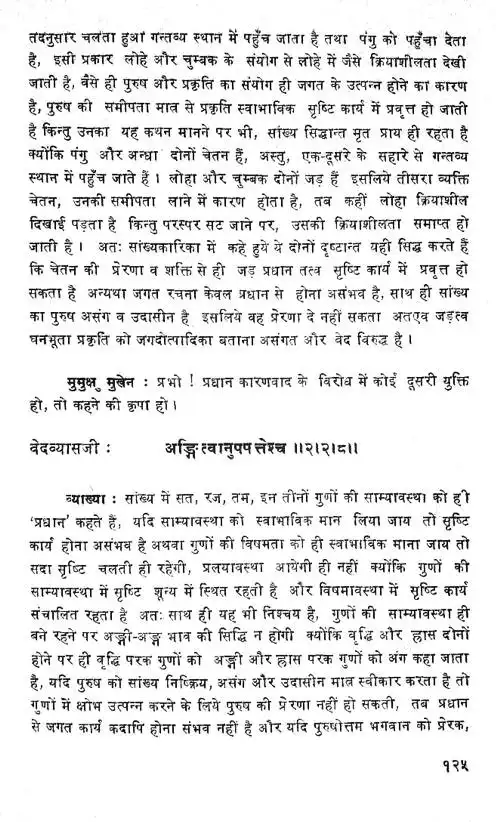 तदनुसार चलता हुआ गन्तव्य स्थान में पहुँच जाता है तथा पंगु को पहुँचा देता
है, इसी प्रकार लोहे और चुम्बक के संयोग से लोहे में जैसे क्रियाशीलता देखी
जाती है, वैसे ही पुरुष और प्रकृति का संयोग ही जगत के उत्पन्न होने का कारण
है, पुरुष की समीपता मात्र से प्रकृति स्वाभाविक सृष्टि कार्य में प्रवृत्त हो जाती
है किन्तु उनका यह कथन मानने पर भी, सांख्य सिद्धान्त मृत प्राय ही रहता है
क्योंकि पंगु और अन्धा दोनों चेतन हैं, अस्तु, एक-दूसरे के सहारे से गन्तव्य
स्थान में पहुँच जाते हैं। लोहा और चुम्बक दोनों जड़ हैं इसलिये तीसरा व्यक्ति
चेतन, उनकी समीपता लाने में कारण होता है, तब कहीं लोहा क्रियाशील
दिखाई पड़ता है किन्तु परस्पर सट जाने पर, उसकी क्रियाशीलता समाप्त हो
जाती है। अतः सांख्यकारिका में कहे हुये ये दोनों दृष्टान्त यही सिद्ध करते हैं
कि चेतन की प्रेरणा व शक्ति से ही जड़ प्रधान तत्व सृष्टि कार्य में प्रवृत्त हो
सकता है अन्यथा जगत रचना केवल प्रधान से होना असंभव है, साथ ही सांख्य
का पुरुष असंग व उदासीन है इसलिये वह प्रेरणा दे नहीं सकता अतएव जड़त्व
घनभूता प्रकृति को जगदोत्पादिका बताना असंगत और वेद विरुद्ध है।
मुमुक्षु मुखेन : प्रभो ! प्रधान कारणवाद के विरोध में कोई दूसरी युक्ति
हो, तो कहने की कृपा हो।
वेदव्यासजी : अङ्गित्वानुपपत्तेश्च ॥२।२।८॥
व्याख्या : सांख्य में सत, रज, तम, इन तीनों गुणों की साम्यावस्था को ही
'प्रधान' कहते हैं, यदि साम्यावस्था को स्वाभाविक मान लिया जाय तो सृष्टि
कार्य होना असंभव है अथवा गुणों की विषमता को ही स्वाभाविक माना जाय तो
सदा सृष्टि चलती ही रहेगी, प्रलयावस्था आयेगी ही नहीं क्योंकि गुणों की
साम्यावस्था में सृष्टि शून्य में स्थित रहती है और विषमावस्था में सृष्टि कार्य
संचालित रहता है अतः साथ ही यह भी निश्चय है, गुणों की साम्यावस्था ही
बने रहने पर अङ्गी-अङ्ग भाव की सिद्धि न होगी क्योंकि वृद्धि और ह्रास दोनों
होने पर ही वृद्धि परक गुणों को अङ्गी और ह्रास परक गुणों को अंग कहा जाता
है, यदि पुरुष को सांख्य निष्क्रिय, असंग और उदासीन मात्र स्वीकार करता है तो
गुणों में क्षोभ उत्पन्न करने के लिये पुरुष की प्रेरणा नहीं हो सकती, तब प्रधान
से जगत कार्य कदापि होना संभव नहीं है और यदि पुरुषोत्तम भगवान को प्रेरक,
१२५